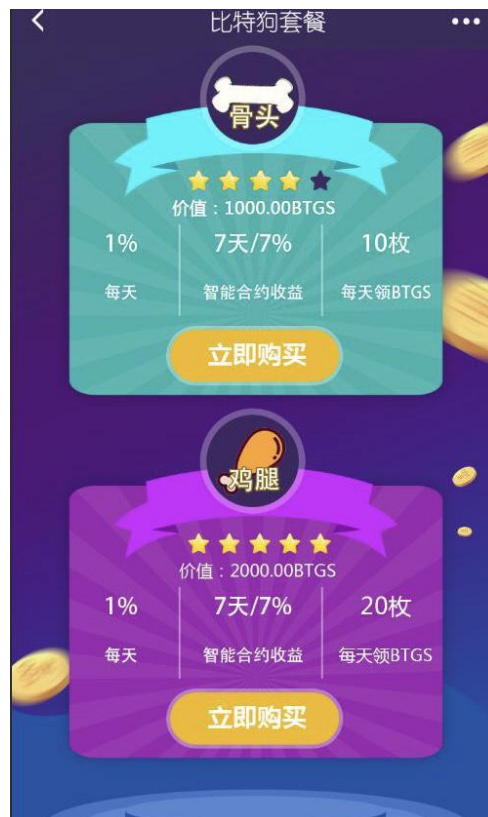 比特狗套餐
骨头
价值：1000.00BTGS
1% 7天/7% 10枚
每天 智能合约收益 每天领BTGS
立即购买
鸡腿
价值：2000.00BTGS
1% 7天/7% 20枚
每天 智能合约收益 每天领BTGS
立即购买